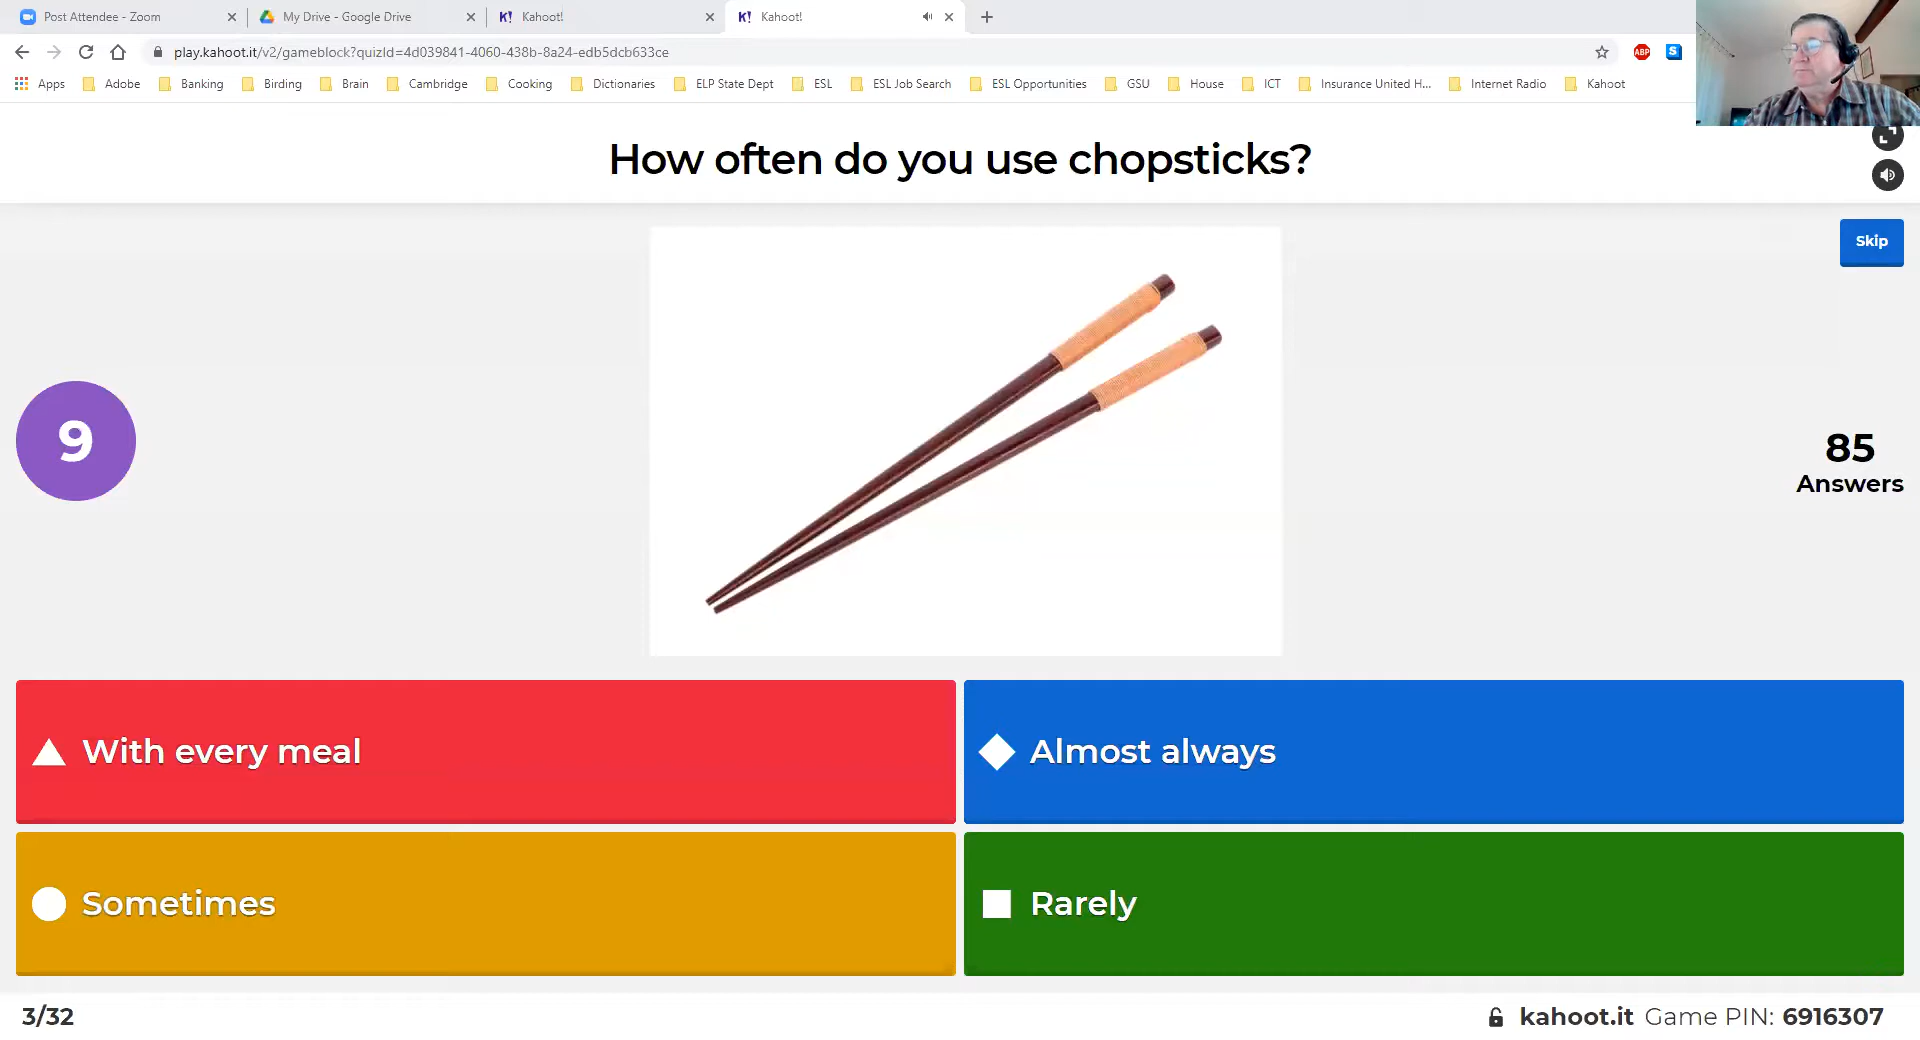 Post Attendee - Zoom
My Drive - Google Drive
K! Kahoot!
K! Kahoot!
play.kahoot.it/v2/gameblock?quizId=4d039841-4060-438b-8a24-edb5dcb633ce
ABP
S
Apps Adobe Banking Birding Brain Cambridge Cooking Dictionaries ELP State Dept ESL ESL Job Search ESL Opportunities GSU House ICT Insurance United H... Internet Radio Kahoot
How often do you use chopsticks?
Skip
9
85
Answers
With every meal
Almost always
Sometimes
Rarely
3/32
kahoot.it Game PIN: 6916307